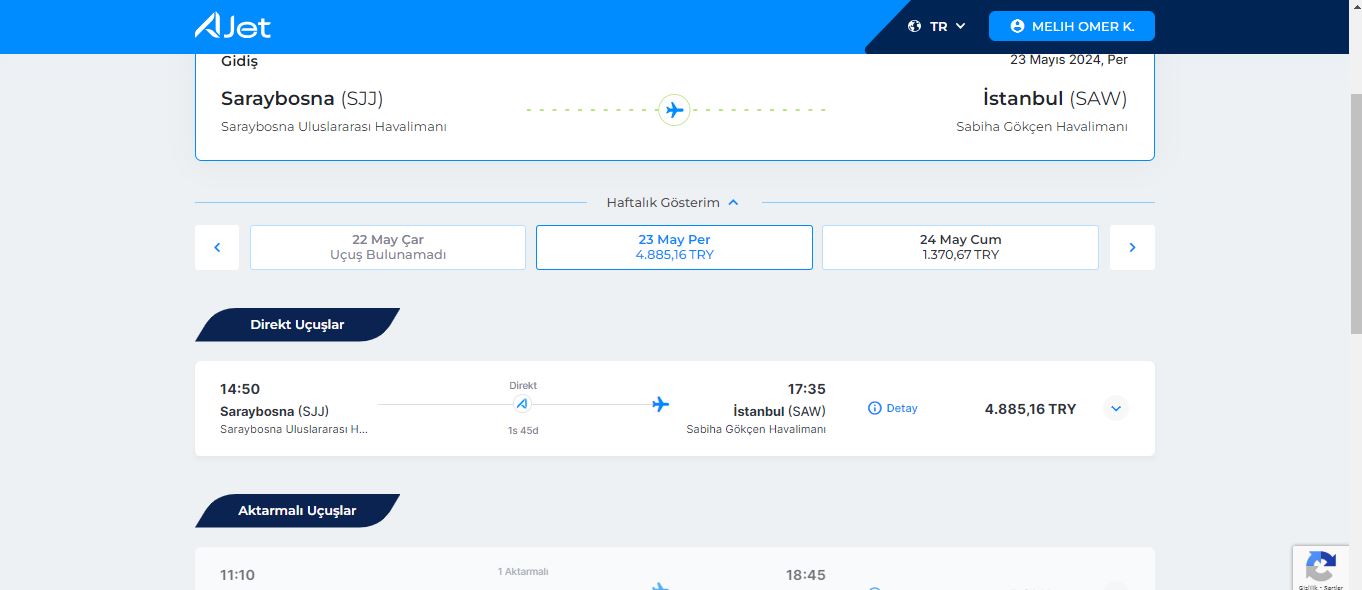 AJet
TR
MELIH OMER K.
Gidiş
23 Mayıs 2024, Per
Saraybosna (SJJ)
İstanbul (SAW)
Saraybosna Uluslararası Havalimanı
Sabiha Gökçen Havalimanı
Haftalık Gösterim
22 May Çar
Uçuş Bulunamadı
23 May Per
4.885,16 TRY
24 May Cum
1.370,67 TRY
Direkt Uçuşlar
14:50
Saraybosna (SJJ)
Saraybosna Uluslararası H...
Direkt
1s 45d
17:35
İstanbul (SAW)
Sabiha Gökçen Havalimanı
Detay
4.885,16 TRY
Aktarmalı Uçuşlar
11:10
1 Aktarmalı
18:45
Gizlilik - Şartlar